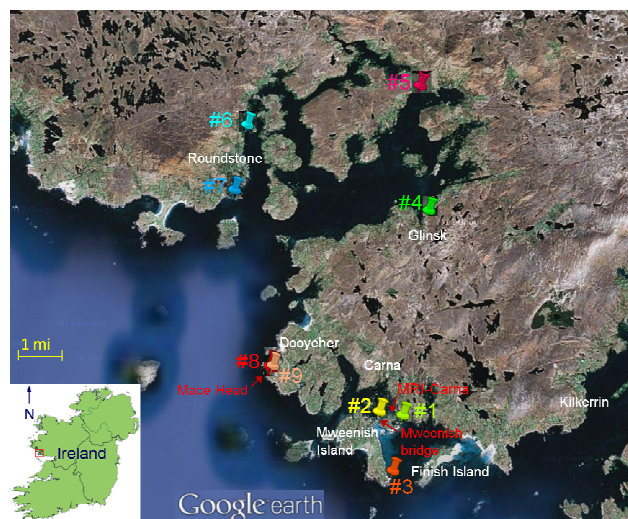 #5
#6
Roundstone
#7
#4
Glinsk
1 mi
Dooyeher
#8
#9
Mace Head
Carna
MRI-Carna
#2
#1
Kilkerrin
Mweenish
Island
Mweenish
bridge
Finish Island
#3
N
Ireland
Google earth